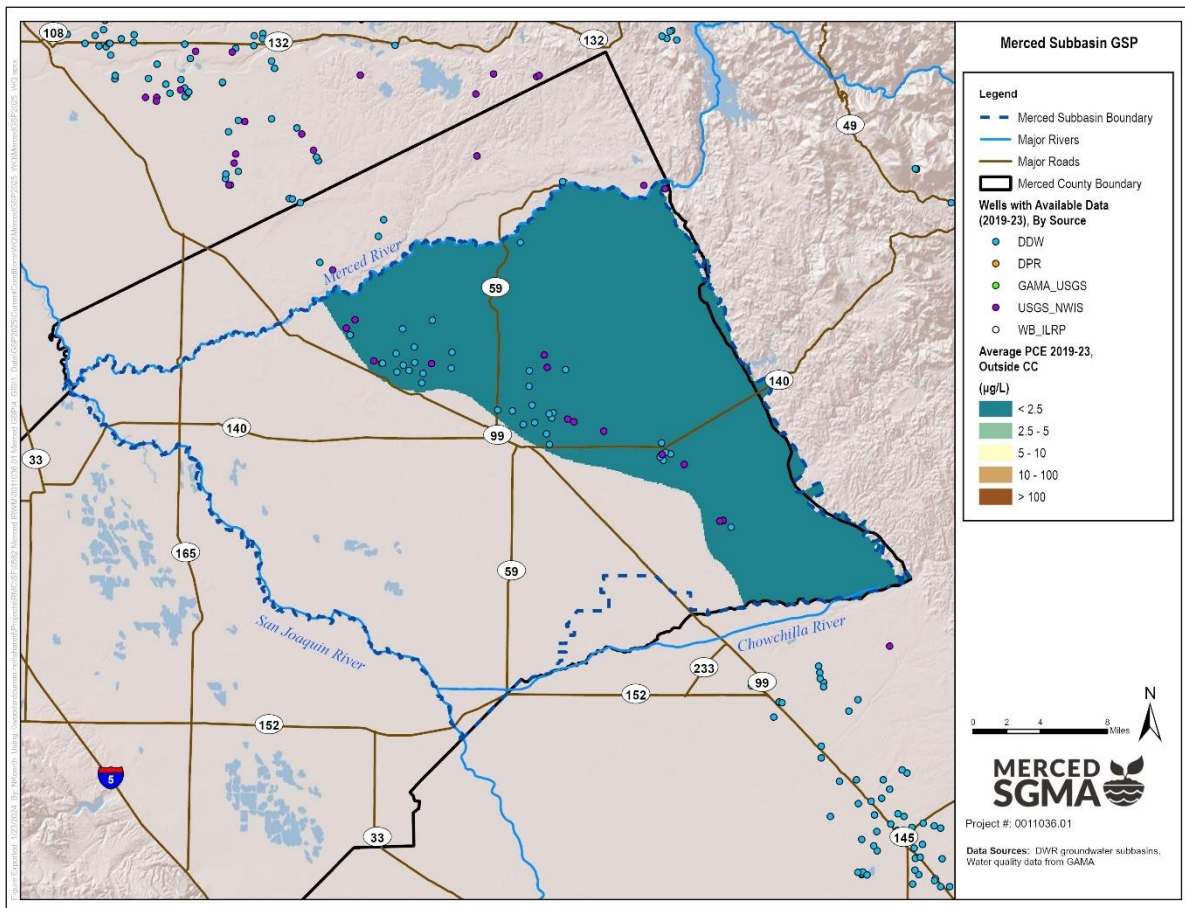 108
132
132
49
Merced River
59
140
140
99
33
165
59
San Joaquin River
Chowchilla River
233
99
152
152
5
33
145
Merced Subbasin GSP
Legend
Merced Subbasin Boundary
Major Rivers
Major Roads
Merced County Boundary
Wells with Available Data
(2019-23), By Source
DDW
DPR
GAMA_USGS
USGS_NWIS
WB_ILRP
Average PCE 2019-23,
Outside CC
(µg/L)
< 2.5
2.5 - 5
5 - 10
10 - 100
> 100
N
0 2 4 8
Miles
MERCED
SGMA
Project #: 0011036.01
Data Sources: DWR groundwater subbasins,
Water quality data from GAMA